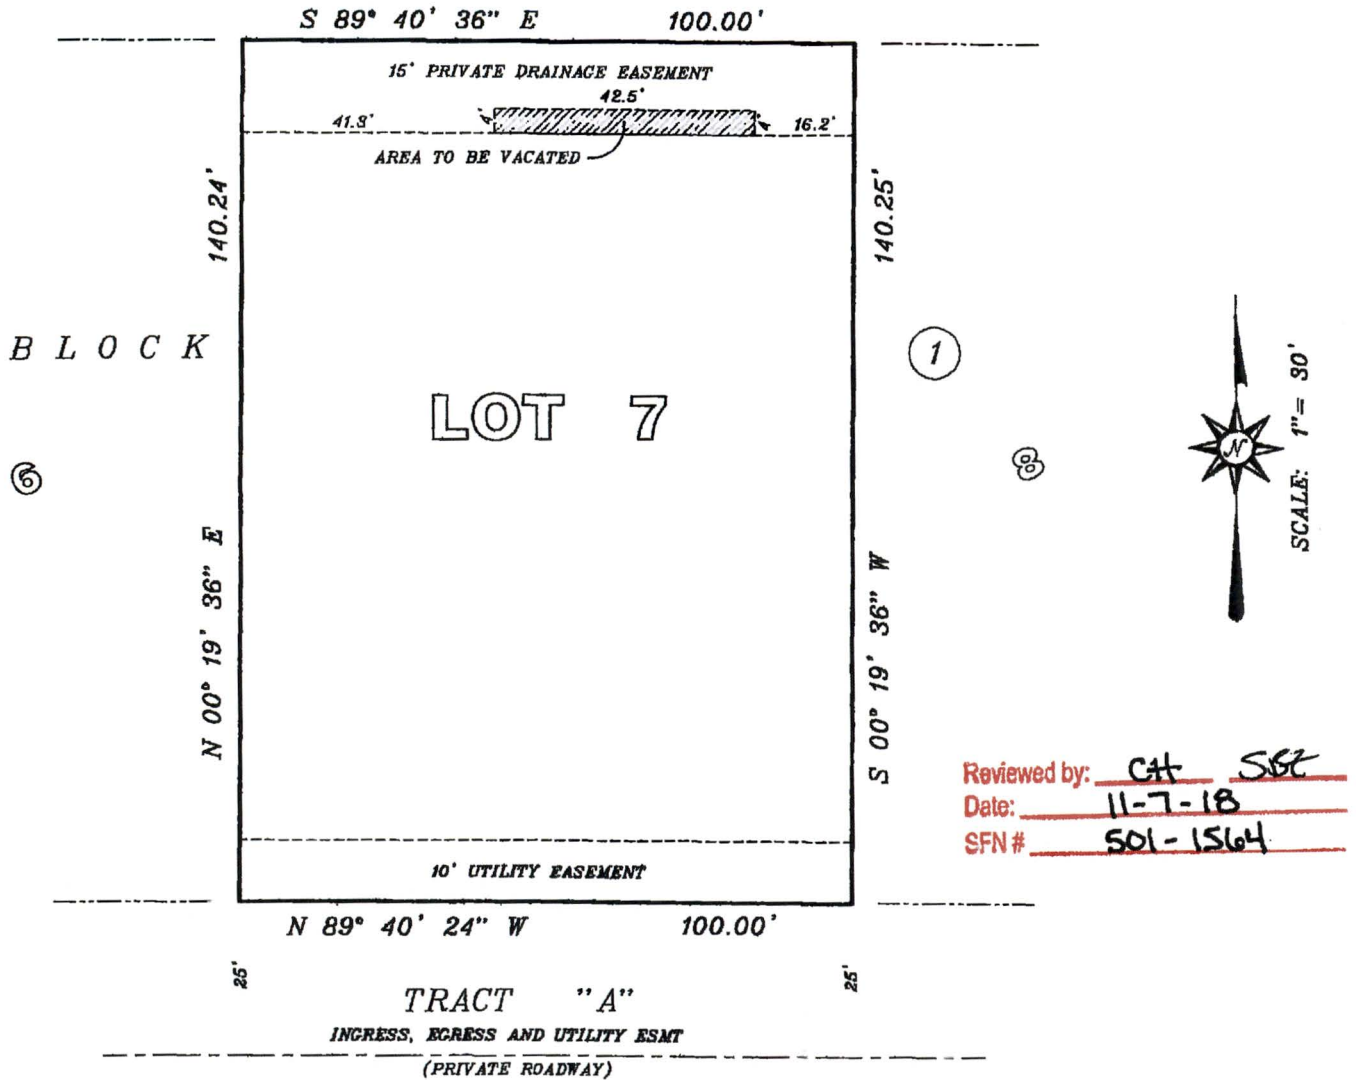 S 89° 40' 36" E 100.00'
15' PRIVATE DRAINAGE EASEMENT
42.5'
41.3'
4'
4'
16.2'
AREA TO BE VACATED
140.24'
140.25'
BLOCK
1
LOT 7
6
8
N
SCALE: 1"= 30'
N 00° 19' 36" E
S 00° 19' 36" W
Reviewed by: CH SBE
Date: 11-7-18
SFN # 501-1564
10' UTILITY EASEMENT
N 89° 40' 24" W 100.00'
25'
25'
TRACT "A"
INGRESS, EGRESS AND UTILITY ESMT
(PRIVATE ROADWAY)